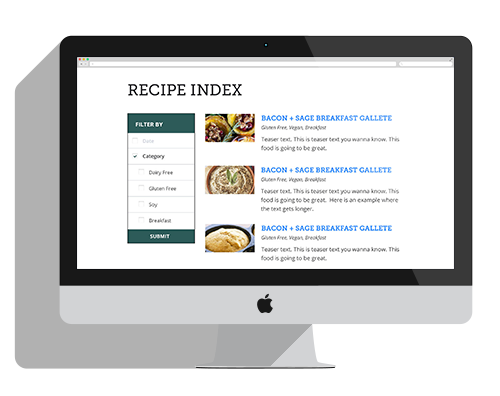 RECIPE INDEX
FILTER BY
Date
Category
Dairy Free
Gluten Free
Soy
Breakfast
SUBMIT
BACON + SAGE BREAKFAST GALLETE
Gluten Free, Vegan, Breakfast
Teaser text. This is teaser text you wanna know. This
food is going to be great.
BACON + SAGE BREAKFAST GALLETE
Gluten Free, Vegan, Breakfast
Teaser text. This is teaser text you wanna know. This
food is going to be great.  Here is an example where
the text gets longer.
BACON + SAGE BREAKFAST GALLETE
Gluten Free, Vegan, Breakfast
Teaser text. This is teaser text you wanna know. This
food is going to be great.